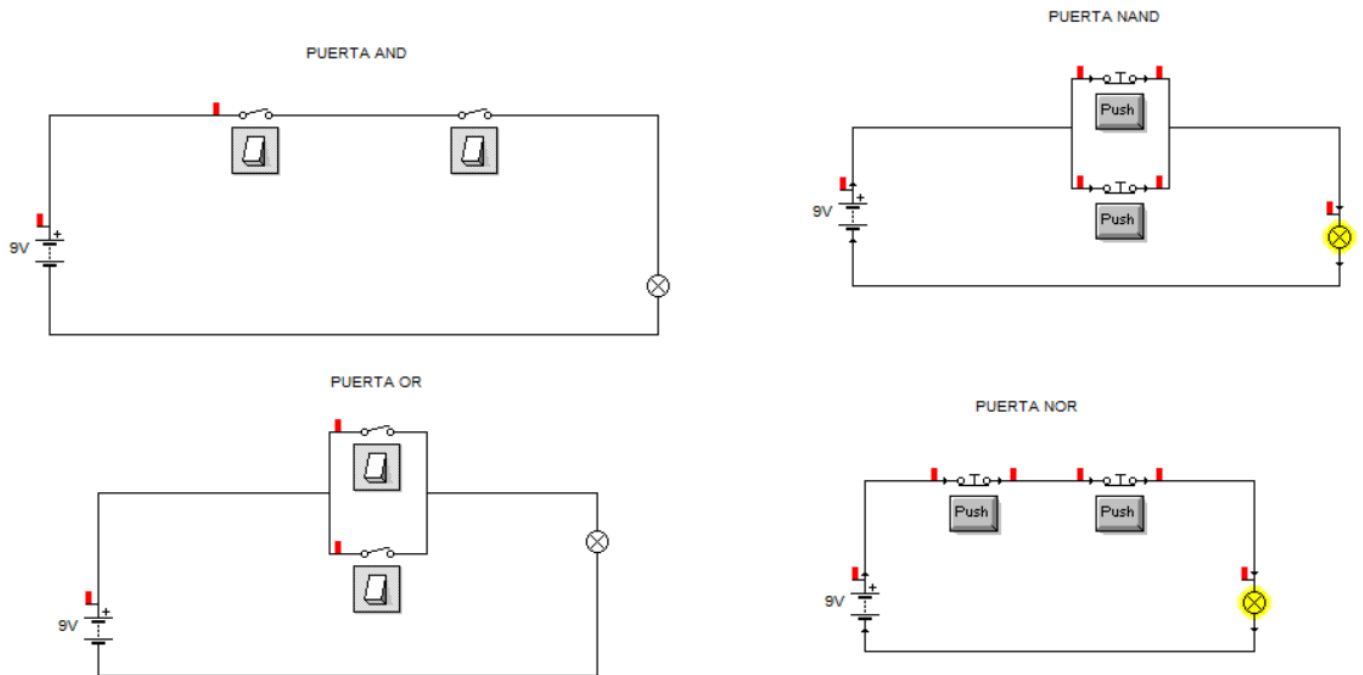 PUERTA AND
9V
+
PUERTA NAND
Push
9V
+
Push
PUERTA OR
9V
+
PUERTA NOR
Push
Push
9V
+